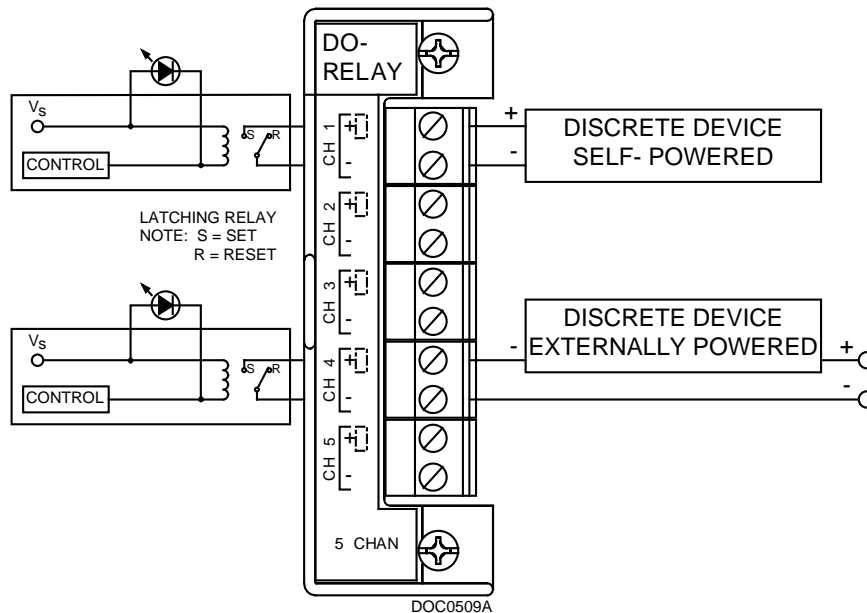 DO-
RELAY
VS
CONTROL
S R
CH 1
+
-
+
-
DISCRETE DEVICE
SELF- POWERED
LATCHING RELAY
NOTE: S = SET
R = RESET
CH 2
+
-
CH 3
+
-
VS
CONTROL
S R
CH 4
+
-
-
DISCRETE DEVICE
EXTERNALLY POWERED
+
-
CH 5
+
-
5 CHAN
DOC0509A